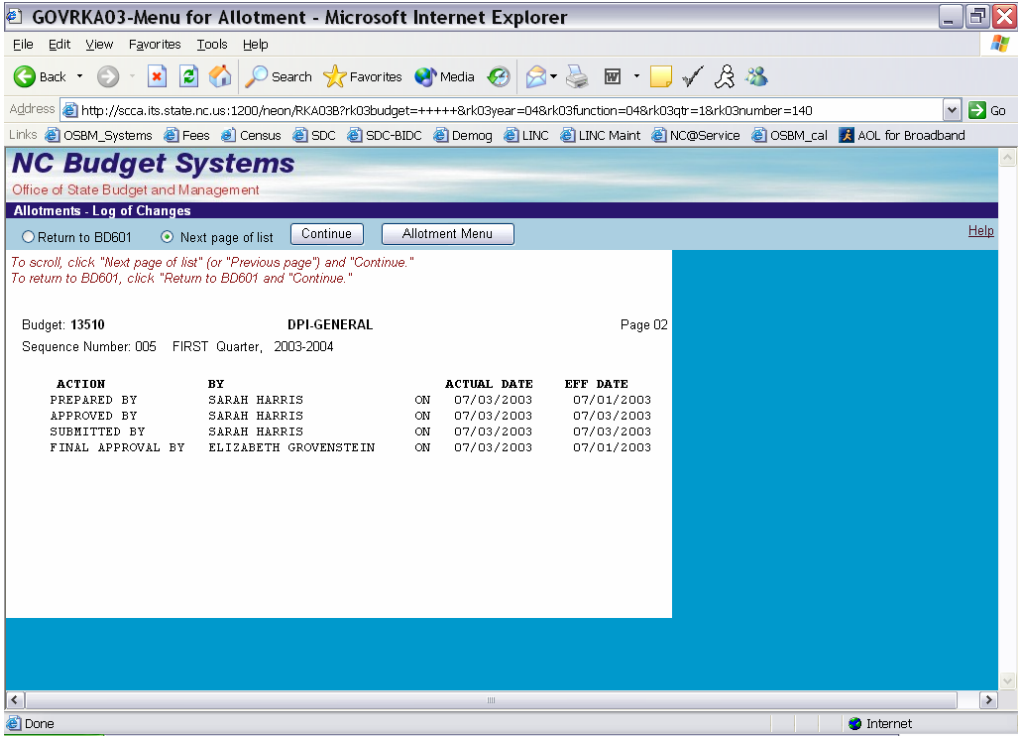 GOVRKA03-Menu for Allotment - Microsoft Internet Explorer
File Edit View Favorites Tools Help
Back Search Favorites Media
Address http://scca.its.state.nc.us:1200/neon/RKA03B?rk03budget=+++++&rk03year=04&rk03function=04&rk03qtr=1&rk03number=140 Go
Links OSBM_Systems Fees Census SDC SDC-BIDC Demog LINC LINC Maint NC@Service OSBM_cal AOL for Broadband
NC Budget Systems
Office of State Budget and Management
Allotments - Log of Changes
Return to BD601 Next page of list Continue Allotment Menu Help
To scroll, click "Next page of list" (or "Previous page") and "Continue."
To return to BD601, click "Return to BD601 and "Continue."
Budget: 13510 DPI-GENERAL Page 02
Sequence Number: 005 FIRST Quarter, 2003-2004
ACTION BY ACTUAL DATE EFF DATE
PREPARED BY SARAH HARRIS ON 07/03/2003 07/01/2003
APPROVED BY SARAH HARRIS ON 07/03/2003 07/03/2003
SUBMITTED BY SARAH HARRIS ON 07/03/2003 07/03/2003
FINAL APPROVAL BY ELIZABETH GROVENSTEIN ON 07/03/2003 07/01/2003
Done Internet